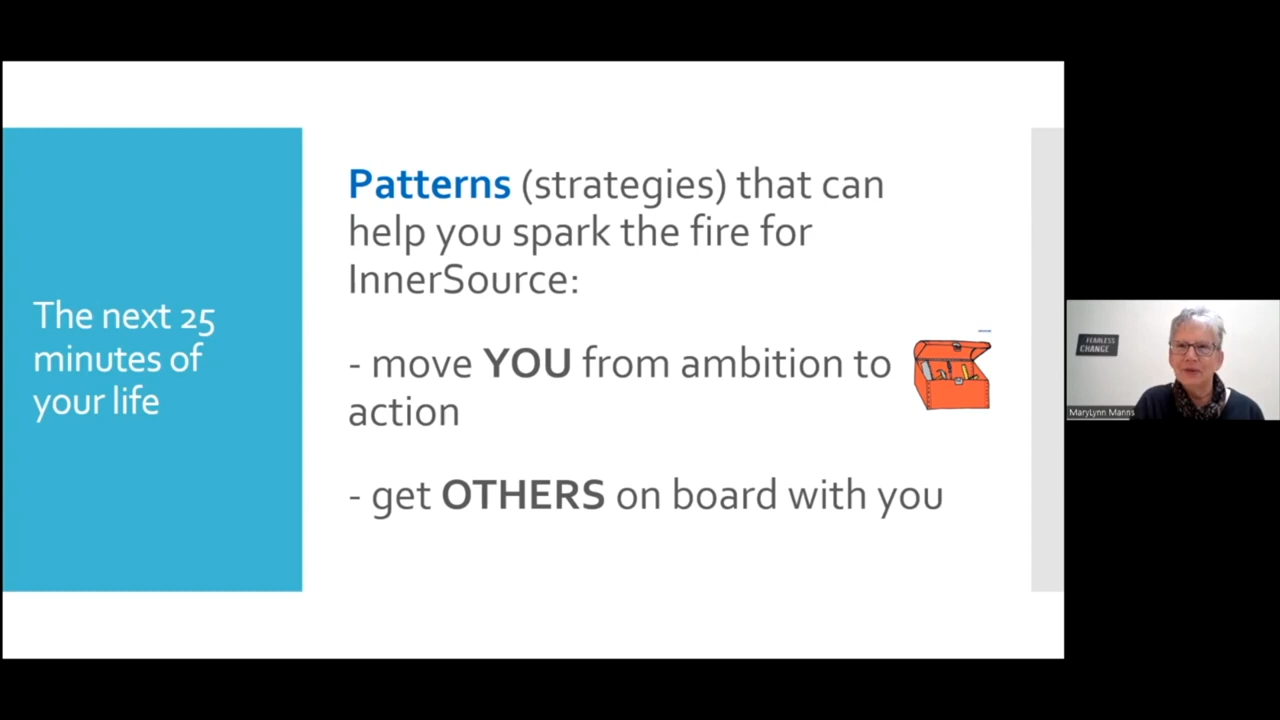 The next 25
minutes of
your life
Patterns (strategies) that can
help you spark the fire for
InnerSource:
- move YOU from ambition to
action
- get OTHERS on board with you
FEARLESS
CHANGE
MaryLynn Manns